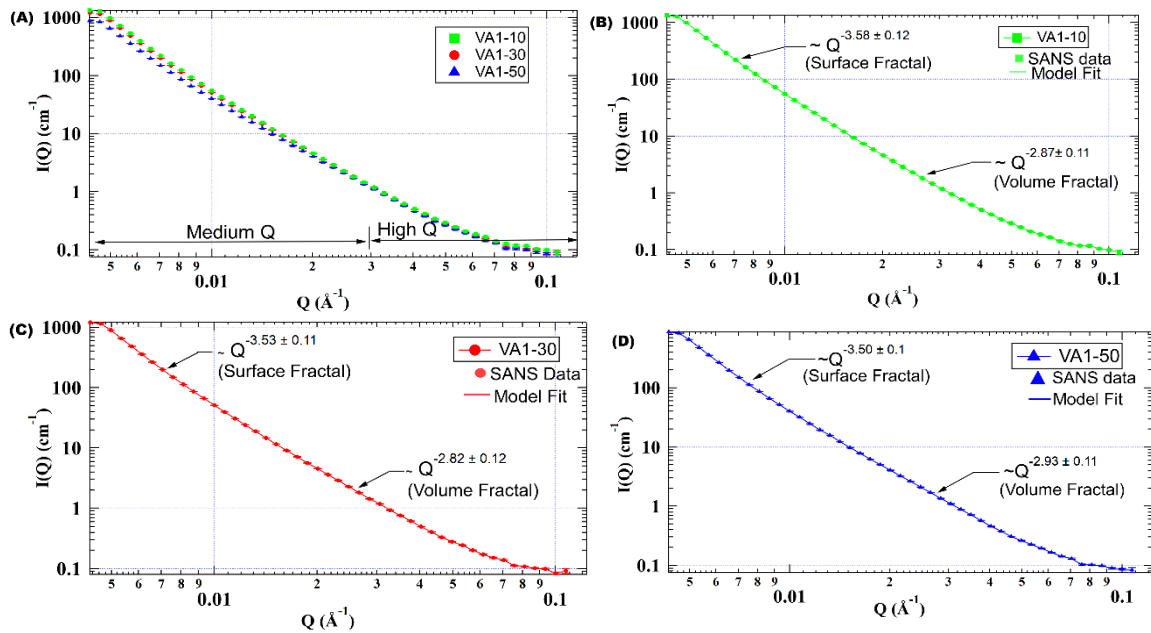 (A)
1000
100
10
1
0.1
I(Q) (cm-1)
VA1-10
VA1-30
VA1-50
Medium Q
High Q
5 6 7 8 9 2 3 4 5 6 7 8 9
0.01 0.1
Q (Å-1)
(B)
1000
100
10
1
0.1
I(Q) (cm-1)
~ Q-3.58 ± 0.12
(Surface Fractal)
VA1-10
SANS data
Model Fit
~ Q-2.87± 0.11
(Volume Fractal)
5 6 7 8 9 2 3 4 5 6 7 8 9
0.01 0.1
Q (Å-1)
(C)
1000
100
10
1
0.1
I(Q) (cm-1)
~ Q-3.53 ± 0.11
(Surface Fractal)
VA1-30
SANS Data
Model Fit
~ Q-2.82 ± 0.12
(Volume Fractal)
5 6 7 8 9 2 3 4 5 6 7 8 9
0.01 0.1
Q (Å-1)
(D)
100
10
1
0.1
I(Q) (cm-1)
~Q-3.50 ± 0.1
(Surface Fractal)
VA1-50
SANS data
Model Fit
~Q-2.93 ± 0.11
(Volume Fractal)
5 6 7 8 9 2 3 4 5 6 7 8 9
0.01 0.1
Q (Å-1)